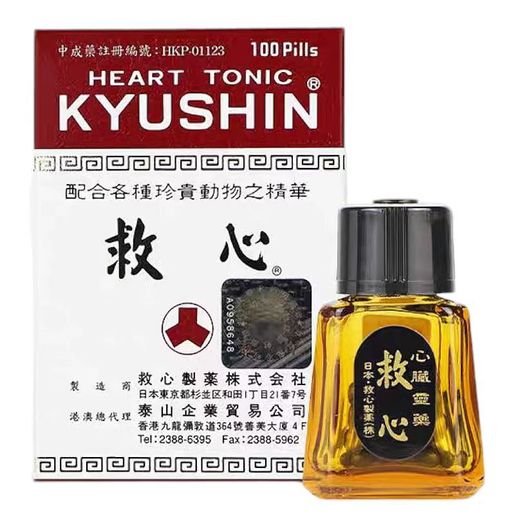 中成藥註冊編號：HKP-01123
100 Pills
HEART TONIC
KYUSHIN®
配合各種珍貴動物之精華
救心®
A0958648
製造商 救心製薬株式会社
日本東京都杉並区和田1丁目21番7号
港澳總代理 泰山企業貿易公司
香港九龍彌敦道364號善美大廈4F
Tel：2388-6395 Fax：2388-5962
心臓霊薬
救心
日本・救心製薬(株)